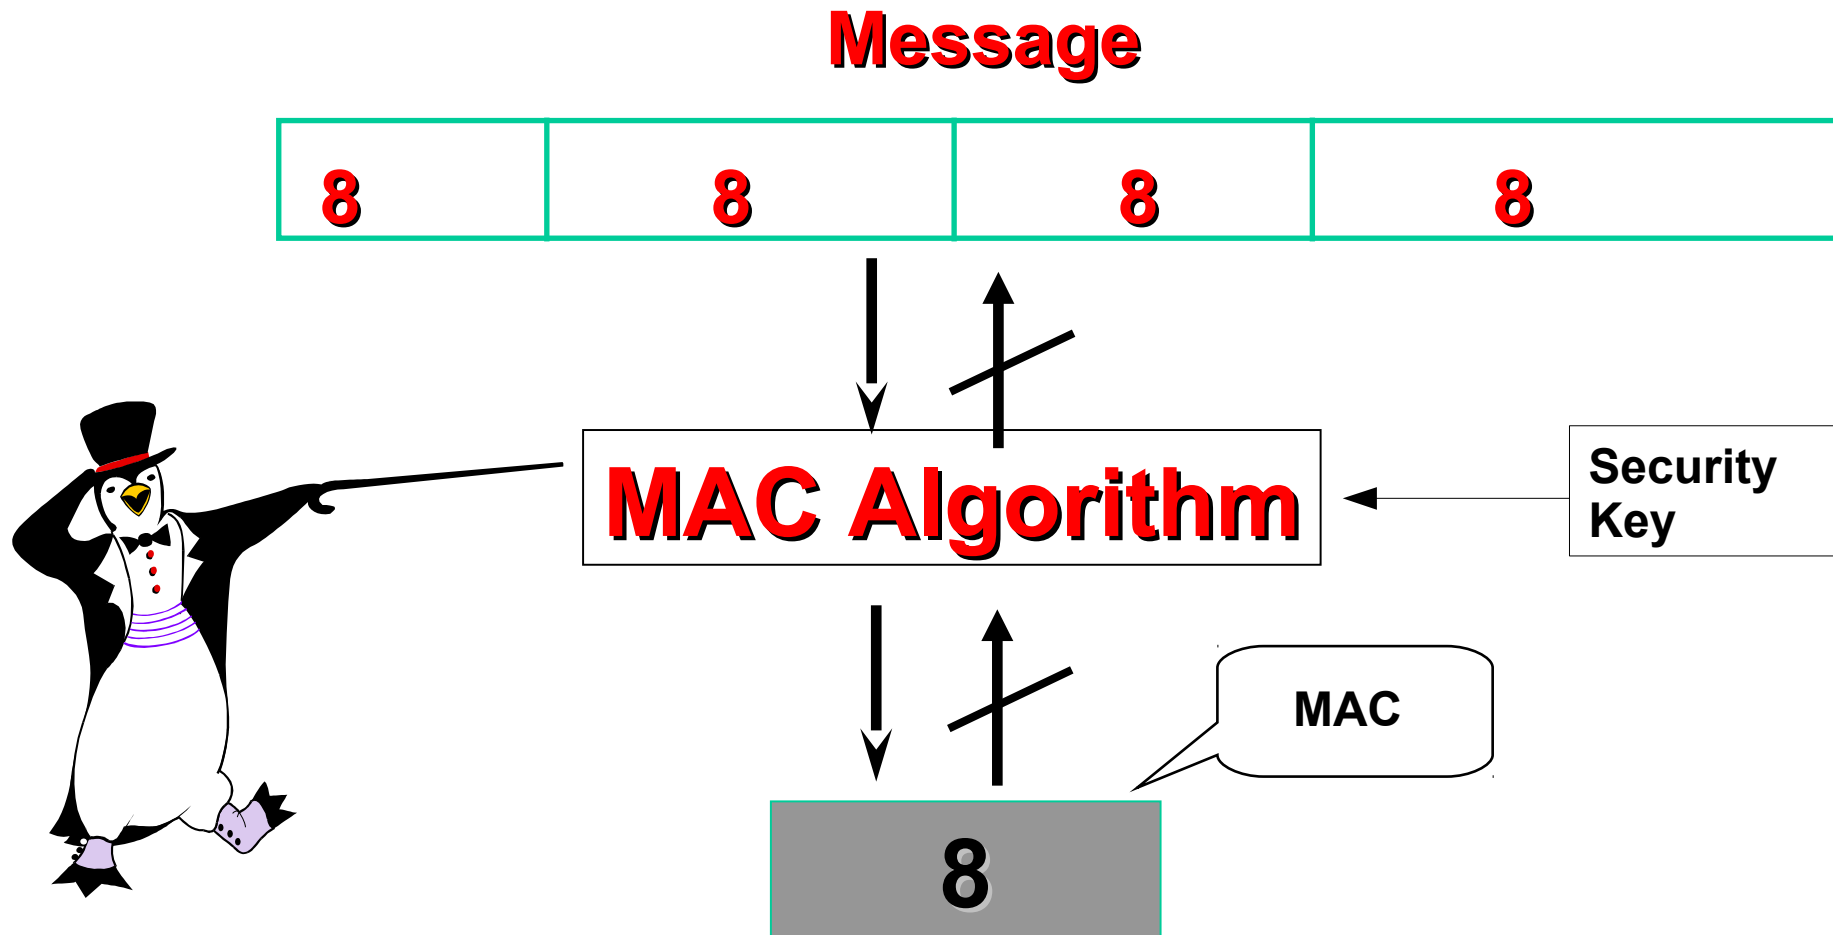 Message
8 8 8 8
MAC Algorithm
Security
Key
MAC
8